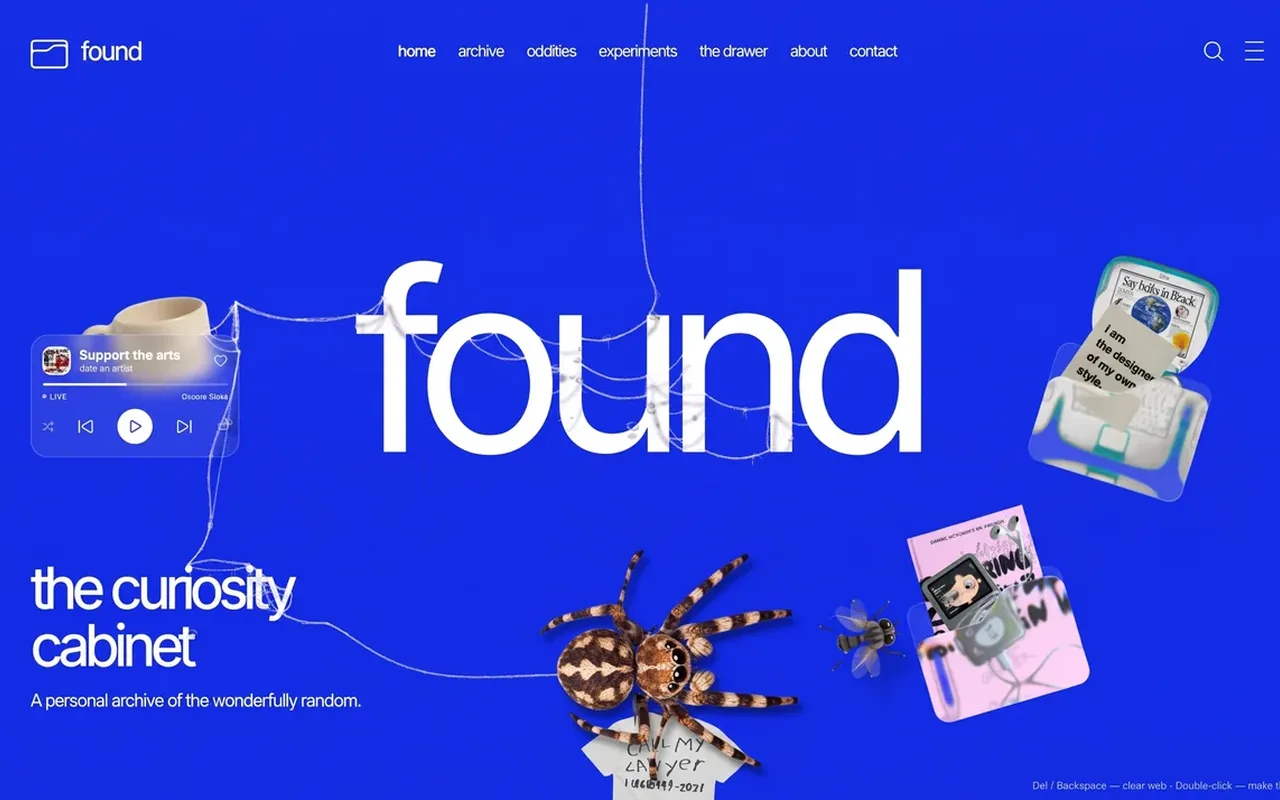 found
home archive oddities experiments the drawer about contact
found
Say
in Black.
i am
the designer
of my own
style.
Support the arts
date an artist
LIVE
the curiosity
cabinet
A personal archive of the wonderfully random.
CALL MY
LAWyer
Del / Backspace — clear web · Double-click — make t